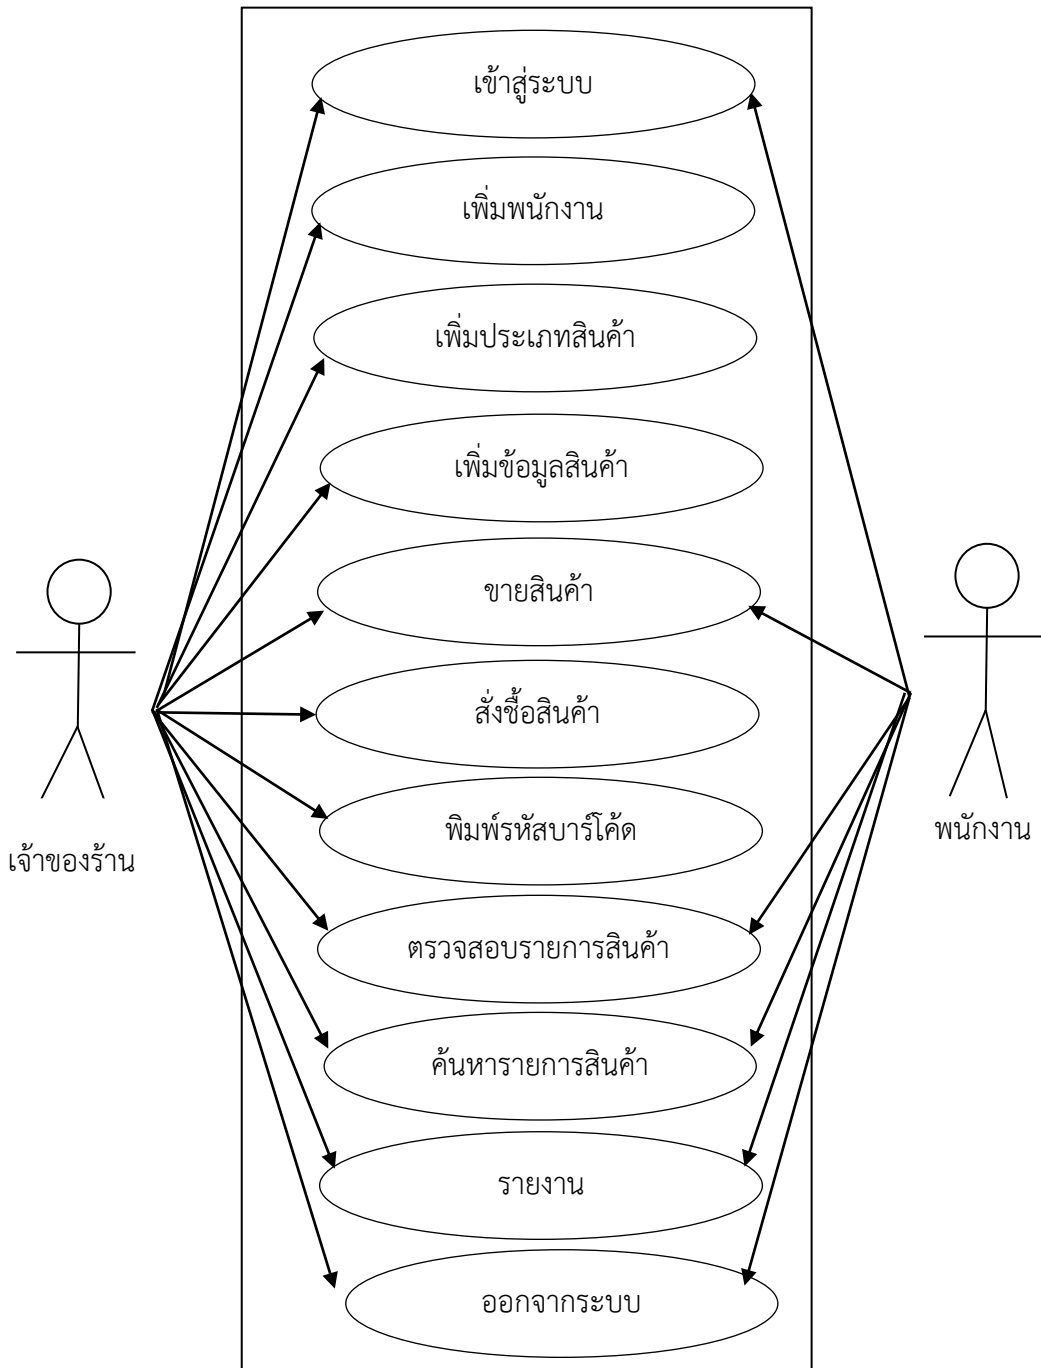 เข้าสู่ระบบ
เพิ่มพนักงาน
เพิ่มประเภทสินค้า
เพิ่มข้อมูลสินค้า
ขายสินค้า
สั่งซื้อสินค้า
พิมพ์รหัสบาร์โค้ด
พนักงาน
เจ้าของร้าน
ตรวจสอบรายการสินค้า
ค้นหารายการสินค้า
รายงาน
ออกจากระบบ